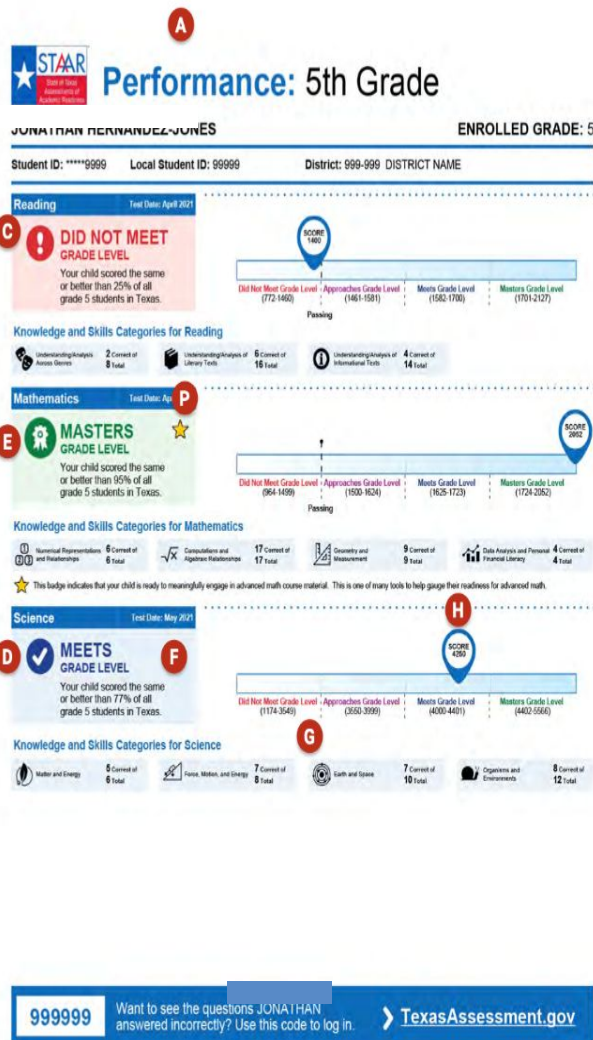 A
STAAR
State of Texas
Assessments of
Academic Readiness
Performance: 5th Grade
JONATHAN HERNANDEZ-JONES ENROLLED GRADE: 5
Student ID: *****9999 Local Student ID: 99999 District: 999-999 DISTRICT NAME
Reading Test Date: April 2021
C
DID NOT MEET
GRADE LEVEL
Your child scored the same
or better than 25% of all
grade 5 students in Texas.
SCORE
1400
Did Not Meet Grade Level Approaches Grade Level Meets Grade Level Masters Grade Level
(772-1460) (1461-1581) (1582-1700) (1701-2127)
Passing
Knowledge and Skills Categories for Reading
Understanding/Analysis
Across Genres
2 Correct of
8 Total
Understanding/Analysis of
Literary Texts
6 Correct of
16 Total
Understanding/Analysis of
Informational Texts
4 Correct of
14 Total
Mathematics Test Date: Ap
P
E
MASTERS
GRADE LEVEL
Your child scored the same
or better than 95% of all
grade 5 students in Texas.
SCORE
2052
Did Not Meet Grade Level Approaches Grade Level Meets Grade Level Masters Grade Level
(964-1499) (1500-1624) (1625-1723) (1724-2052)
Passing
Knowledge and Skills Categories for Mathematics
Numerical Representations
and Relationships
6 Correct of
6 Total
Computations and
Algebraic Relationships
17 Correct of
17 Total
Geometry and
Measurement
9 Correct of
9 Total
Data Analysis and Personal
Financial Literacy
4 Correct of
4 Total
This badge indicates that your child is ready to meaningfully engage in advanced math course material. This is one of many tools to help gauge their readiness for advanced math.
Science Test Date: May 2021
H
D
MEETS
GRADE LEVEL
F
Your child scored the same
or better than 77% of all
grade 5 students in Texas.
SCORE
4250
Did Not Meet Grade Level Approaches Grade Level Meets Grade Level Masters Grade Level
(1174-3549) (3550-3999) (4000-4401) (4402-5566)
G
Knowledge and Skills Categories for Science
Matter and Energy
5 Correct of
6 Total
Force, Motion, and Energy
7 Correct of
8 Total
Earth and Space
7 Correct of
10 Total
Organisms and
Environments
8 Correct of
12 Total
999999
Want to see the questions JONATHAN
answered incorrectly? Use this code to log in.
TexasAssessment.gov